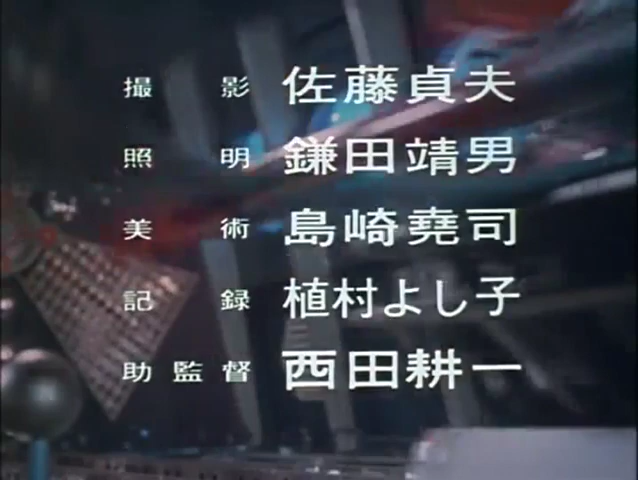 撮影 佐藤貞夫
照明 鎌田靖男
美術 島崎堯司
記録 植村よし子
助監督 西田耕一